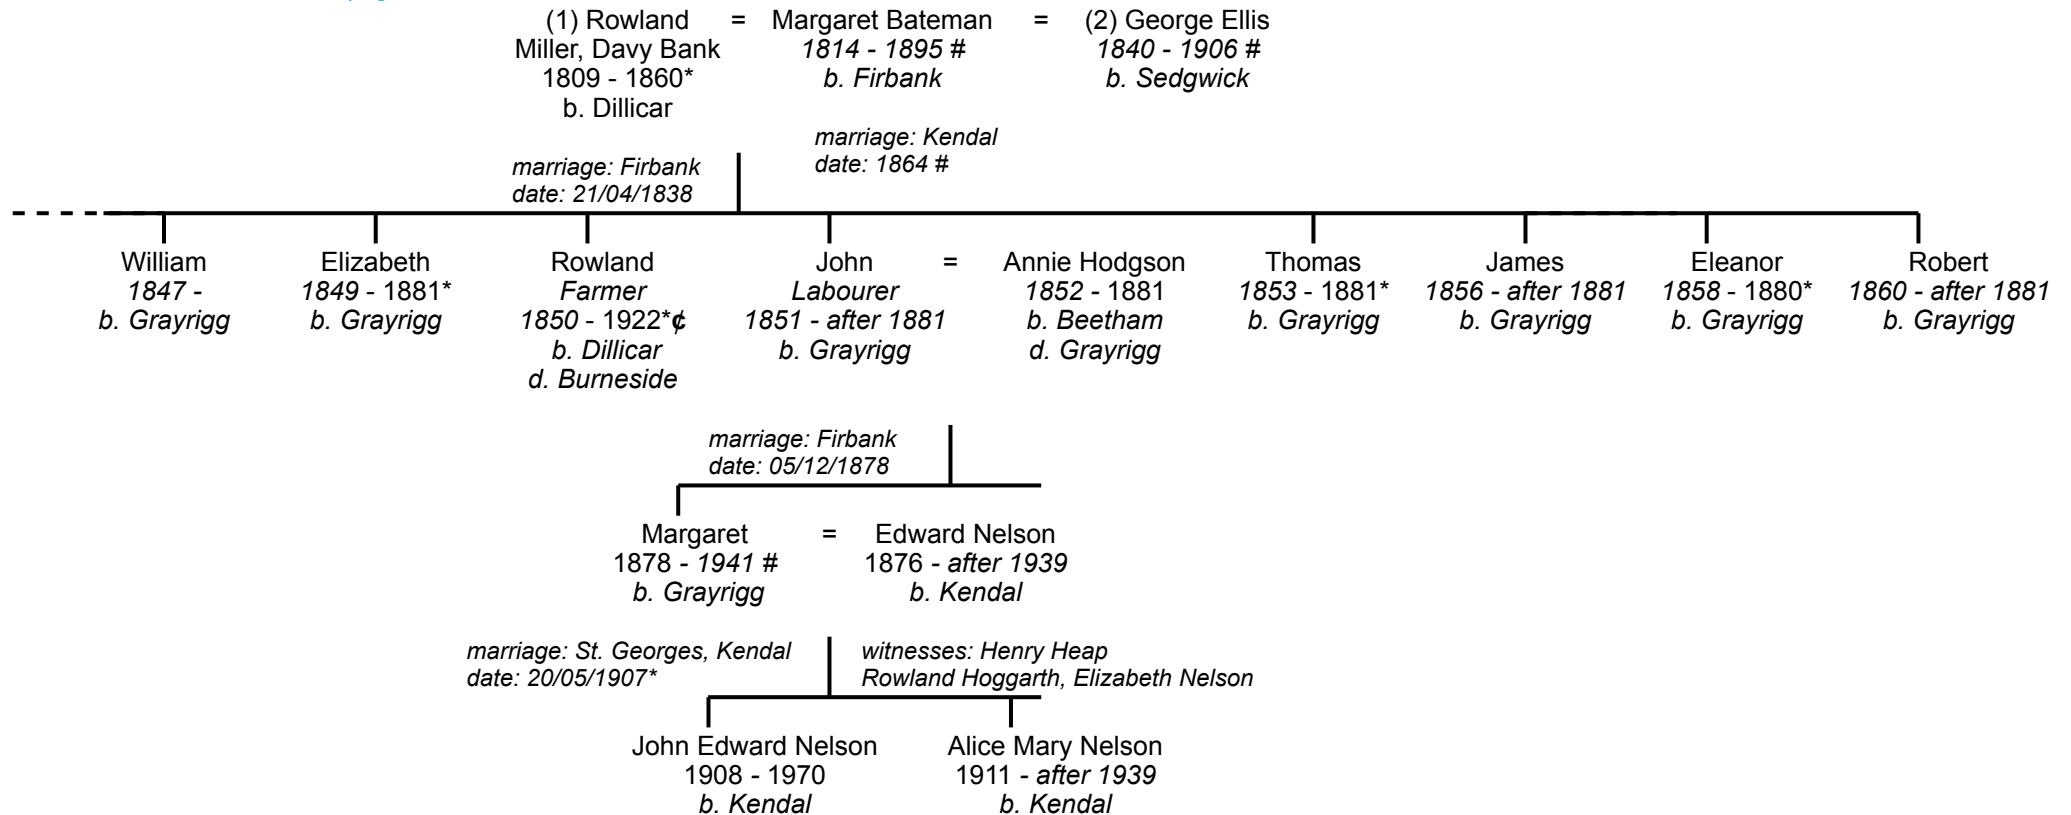 (1) Rowland = Margaret Bateman = (2) George Ellis
Miller, Davy Bank 1814 - 1895 # 1840 - 1906 #
1809 - 1860* b. Firbank b. Sedgwick
b. Dillicar
marriage: Kendal
date: 1864 #
marriage: Firbank
date: 21/04/1838
William Elizabeth Rowland John = Annie Hodgson Thomas James Eleanor Robert
1847 - 1849 - 1881* Farmer Labourer 1852 - 1881 1853 - 1881* 1856 - after 1881 1858 - 1880* 1860 - after 1881
b. Grayrigg b. Grayrigg 1850 - 1922*¢ 1851 - after 1881 b. Beetham b. Grayrigg b. Grayrigg b. Grayrigg b. Grayrigg
b. Dillicar b. Grayrigg d. Grayrigg
d. Burneside
marriage: Firbank
date: 05/12/1878
Margaret = Edward Nelson
1878 - 1941 # 1876 - after 1939
b. Grayrigg b. Kendal
marriage: St. Georges, Kendal witnesses: Henry Heap
date: 20/05/1907* Rowland Hoggarth, Elizabeth Nelson
John Edward Nelson Alice Mary Nelson
1908 - 1970 1911 - after 1939
b. Kendal b. Kendal